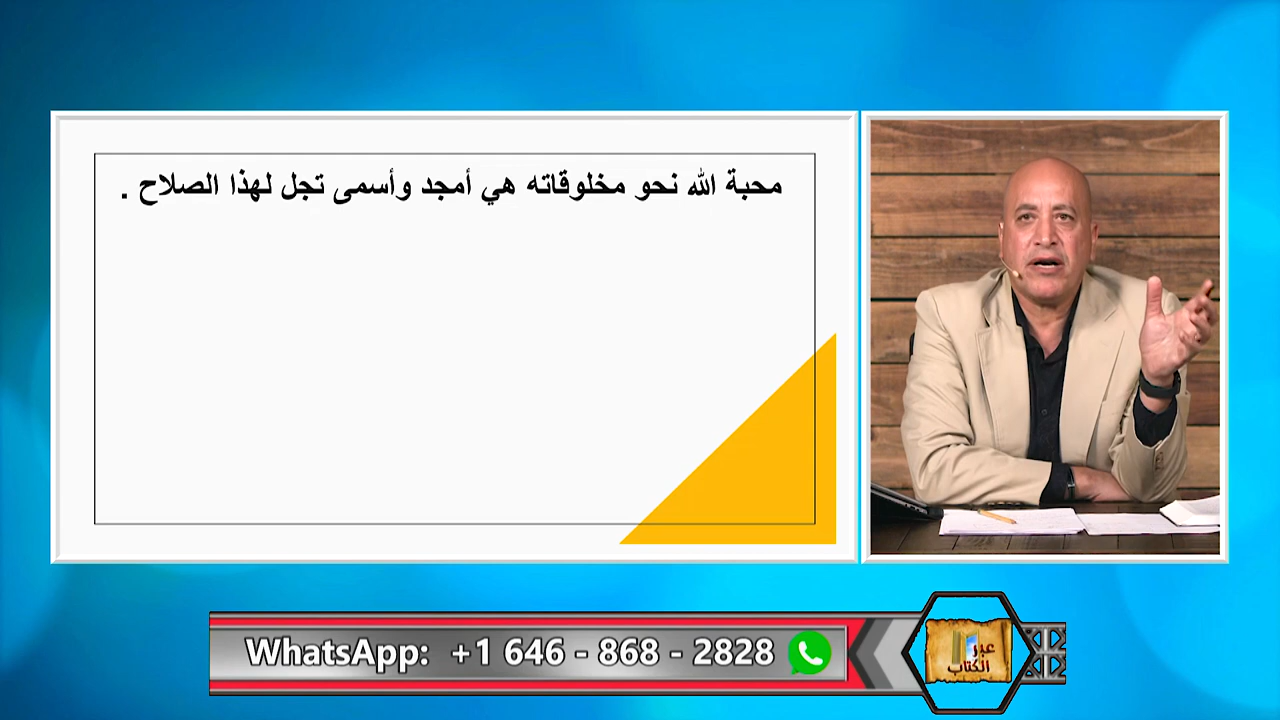 محبة الله نحو مخلوقاته هي أمجد وأسمى تجل لهذا الصلاح .
WhatsApp: +1 646 - 868 - 2828
عبر
الكتاب